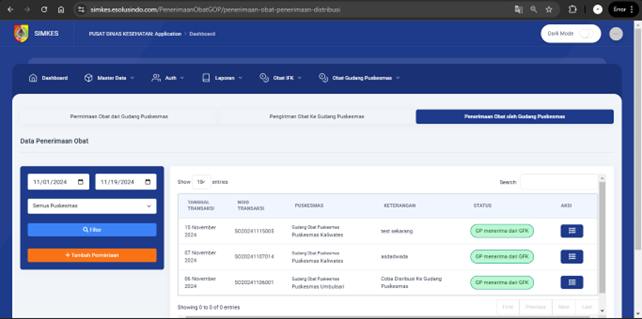 simkes.esolusindo.com/PenerimaanObatGOP/penerimaan-obat-penerimaan-distribusi
Error
SIMKES
PUSAT DINAS KESEHATAN: Application > Dashboard
Dark Mode
Dashboard
Master Data
Auth
Laporan
Obat IFK
Obat Gudang Puskesmas
Permintaan Obat dari Gudang Puskesmas
Pengiriman Obat Ke Gudang Puskesmas
Penerimaan Obat oleh Gudang Puskesmas
Data Penerimaan Obat
11/01/2024
11/19/2024
Semua Puskesmas
Filter
+ Tambah Permintaan
Show 10 entries
Search
TANGGAL TRANSAKSI
NOID TRANSAKSI
PUSKESMAS
KETERANGAN
STATUS
AKSI
15 November 2024
SO20241115005
Gudang Obat Puskesmas
Puskesmas Kaliwates
test sekarang
GP menerima dari GFK
07 November 2024
SO20241107014
Gudang Obat Puskesmas
Puskesmas Kaliwates
asdadwada
GP menerima dari GFK
06 November 2024
SO20241106001
Gudang Obat Puskesmas
Puskesmas Umbulsari
Coba Disribusi Ke Gudang Puskesmas
GP menerima dari GFK
Showing 0 to 0 of 0 entries
First
Previous
Next
Last